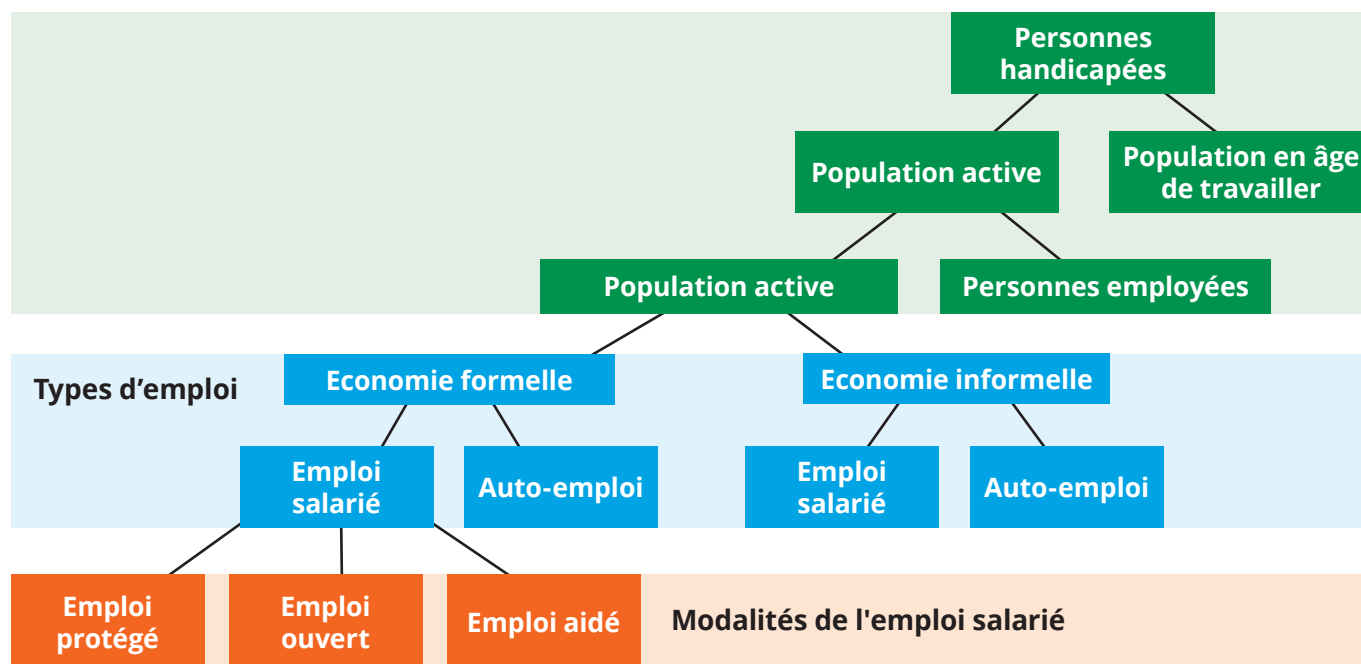 Personnes
handicapées
Population active
Population en âge
de travailler
Population active
Personnes employées
Types d’emploi
Economie formelle
Economie informelle
Emploi
salarié
Auto-emploi
Emploi
salarié
Auto-emploi
Emploi
protégé
Emploi
ouvert
Emploi aidé
Modalités de l'emploi salarié